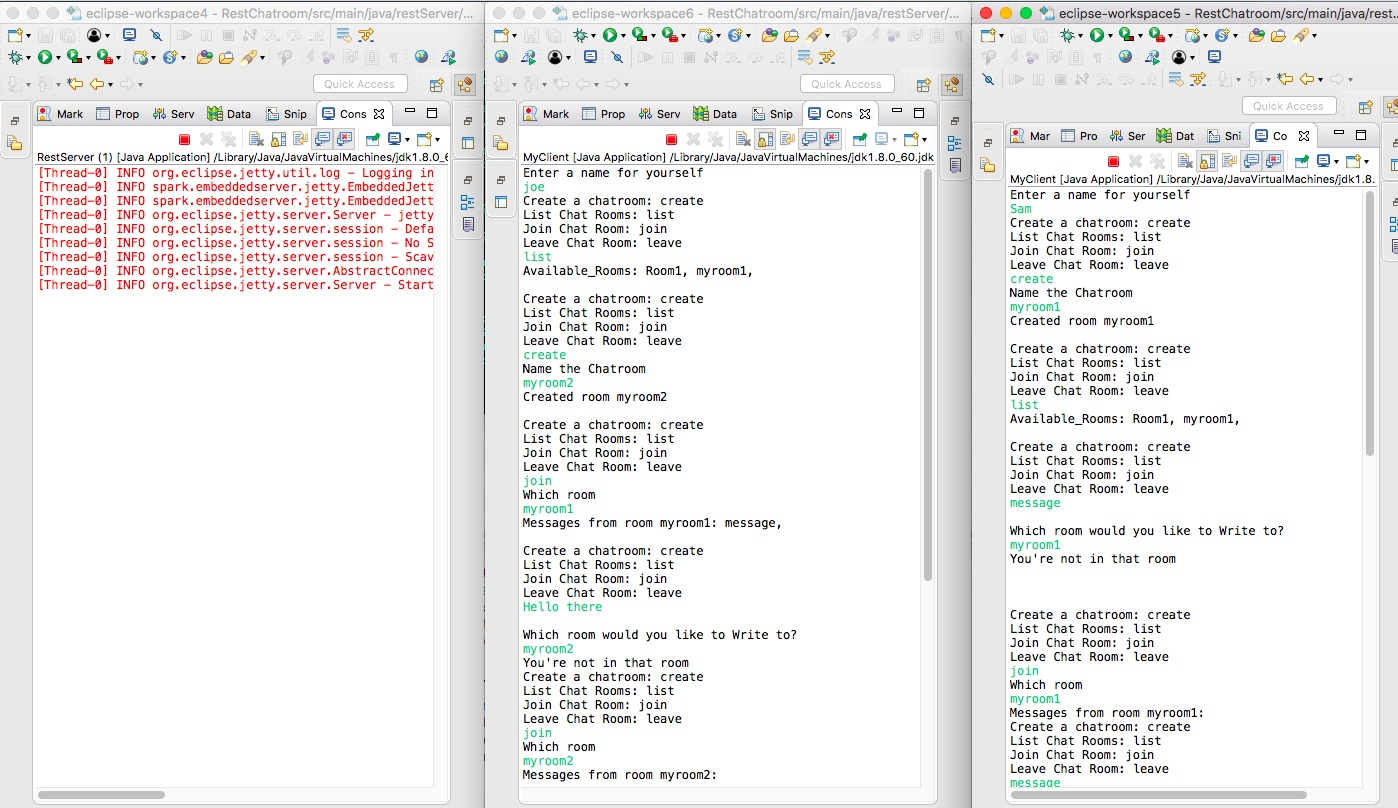 eclipse-workspace4 - RestChatroom/src/main/java/restServer/...
Quick Access
Mark
Prop
Serv
Data
Snip
Cons
RestServer (1) [Java Application] /Library/Java/JavaVirtualMachines/jdk1.8.0_6
[Thread-0] INFO org.eclipse.jetty.util.log - Logging in
[Thread-0] INFO spark.embeddedserver.jetty.EmbeddedJett
[Thread-0] INFO spark.embeddedserver.jetty.EmbeddedJett
[Thread-0] INFO org.eclipse.jetty.server.Server - jetty
[Thread-0] INFO org.eclipse.jetty.server.session - Defa
[Thread-0] INFO org.eclipse.jetty.server.session - No S
[Thread-0] INFO org.eclipse.jetty.server.session - Scav
[Thread-0] INFO org.eclipse.jetty.server.AbstractConnec
[Thread-0] INFO org.eclipse.jetty.server.Server - Start
eclipse-workspace6 - RestChatroom/src/main/java/restServer/...
Quick Access
Mark
Prop
Serv
Data
Snip
Cons
MyClient [Java Application] /Library/Java/JavaVirtualMachines/jdk1.8.0_60.jdk
Enter a name for yourself
joe
Create a chatroom: create
List Chat Rooms: list
Join Chat Room: join
Leave Chat Room: leave
list
Available_Rooms: Room1, myroom1,
Create a chatroom: create
List Chat Rooms: list
Join Chat Room: join
Leave Chat Room: leave
create
Name the Chatroom
myroom2
Created room myroom2
Create a chatroom: create
List Chat Rooms: list
Join Chat Room: join
Leave Chat Room: leave
join
Which room
myroom1
Messages from room myroom1: message,
Create a chatroom: create
List Chat Rooms: list
Join Chat Room: join
Leave Chat Room: leave
Hello there
Which room would you like to Write to?
myroom2
You're not in that room
Create a chatroom: create
List Chat Rooms: list
Join Chat Room: join
Leave Chat Room: leave
join
Which room
myroom2
Messages from room myroom2:
eclipse-workspace5 - RestChatroom/src/main/java/rest...
Quick Access
Mar
Pro
Ser
Dat
Sni
Co
MyClient [Java Application] /Library/Java/JavaVirtualMachines/jdk1.8.
Enter a name for yourself
Sam
Create a chatroom: create
List Chat Rooms: list
Join Chat Room: join
Leave Chat Room: leave
create
Name the Chatroom
myroom1
Created room myroom1
Create a chatroom: create
List Chat Rooms: list
Join Chat Room: join
Leave Chat Room: leave
list
Available_Rooms: Room1, myroom1,
Create a chatroom: create
List Chat Rooms: list
Join Chat Room: join
Leave Chat Room: leave
message
Which room would you like to Write to?
myroom1
You're not in that room
Create a chatroom: create
List Chat Rooms: list
Join Chat Room: join
Leave Chat Room: leave
join
Which room
myroom1
Messages from room myroom1:
Create a chatroom: create
List Chat Rooms: list
Join Chat Room: join
Leave Chat Room: leave
message